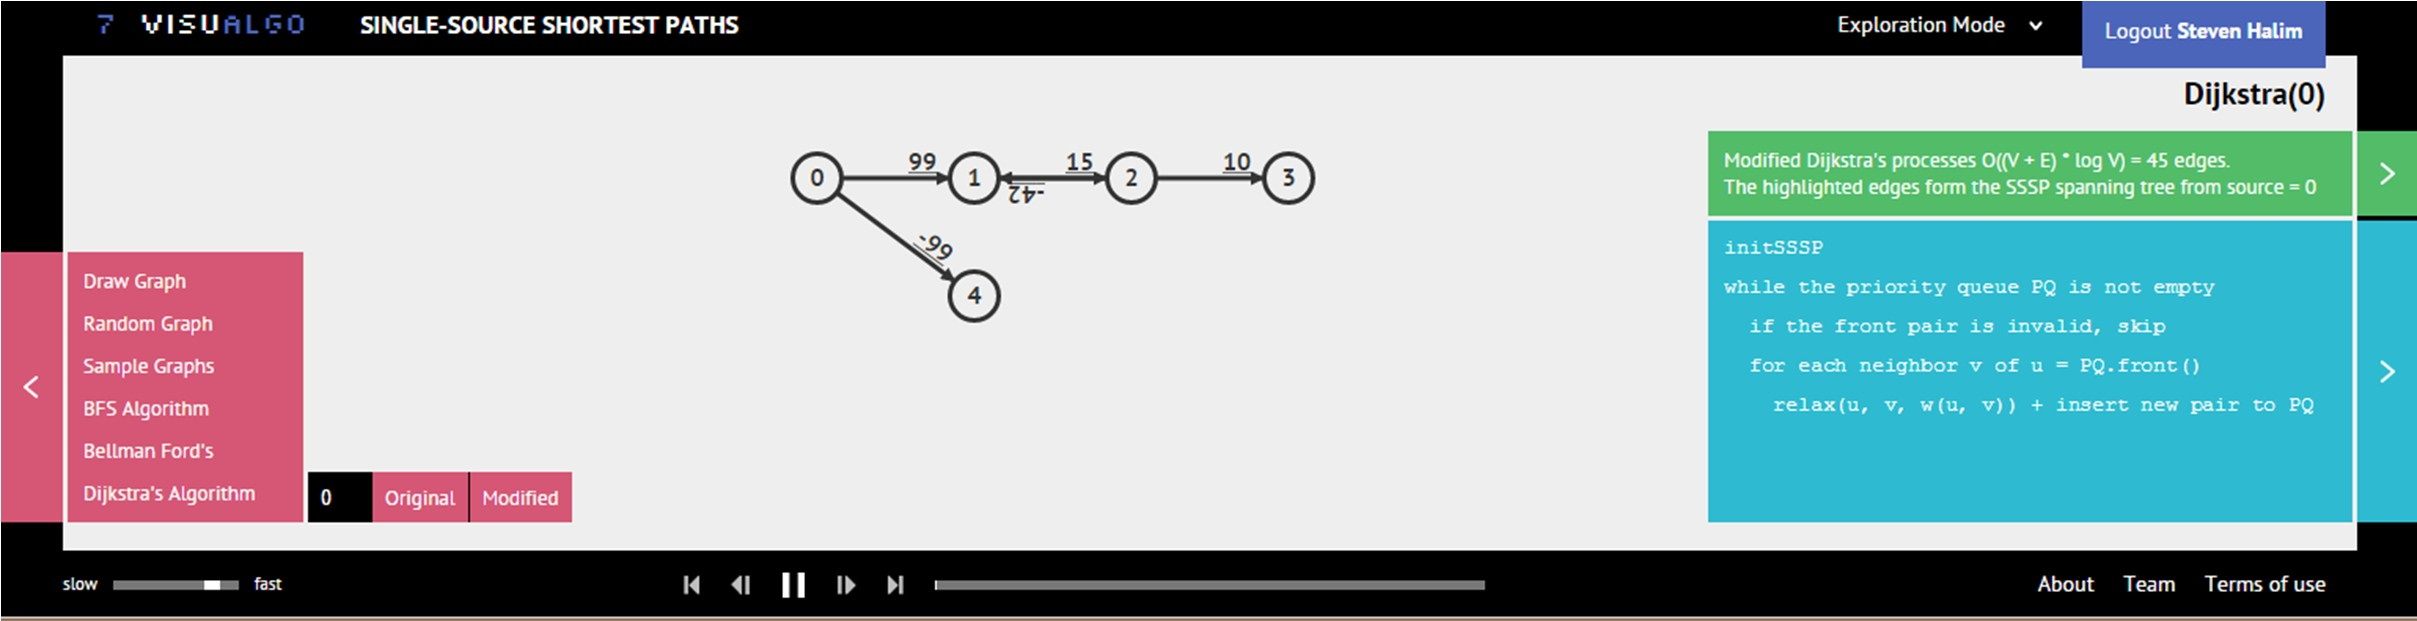 7 VISUALGO SINGLE-SOURCE SHORTEST PATHS Exploration Mode Logout Steven Halim
Dijkstra(0)
99 15 10
0 1 2 3
-42
-99
4
Modified Dijkstra's processes O((V + E) * log V) = 45 edges.
The highlighted edges form the SSSP spanning tree from source = 0
initSSSP
while the priority queue PQ is not empty
if the front pair is invalid, skip
for each neighbor v of u = PQ.front()
relax(u, v, w(u, v)) + insert new pair to PQ
Draw Graph
Random Graph
Sample Graphs
BFS Algorithm
Bellman Ford's
Dijkstra's Algorithm 0 Original Modified
slow fast About Team Terms of use